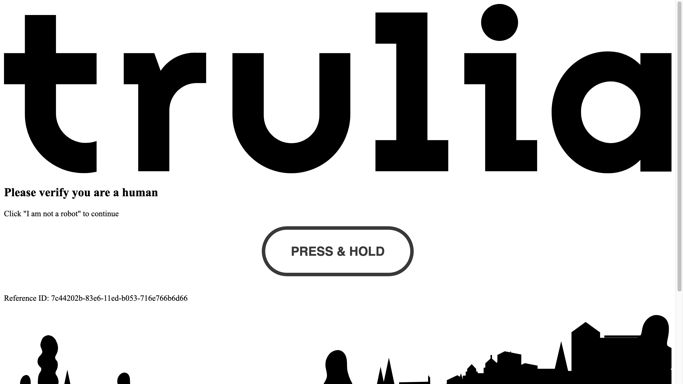 trulia
Please verify you are a human
Click "I am not a robot" to continue
PRESS & HOLD
Reference ID: 7c44202b-83e6-11ed-b053-716e766b6d66